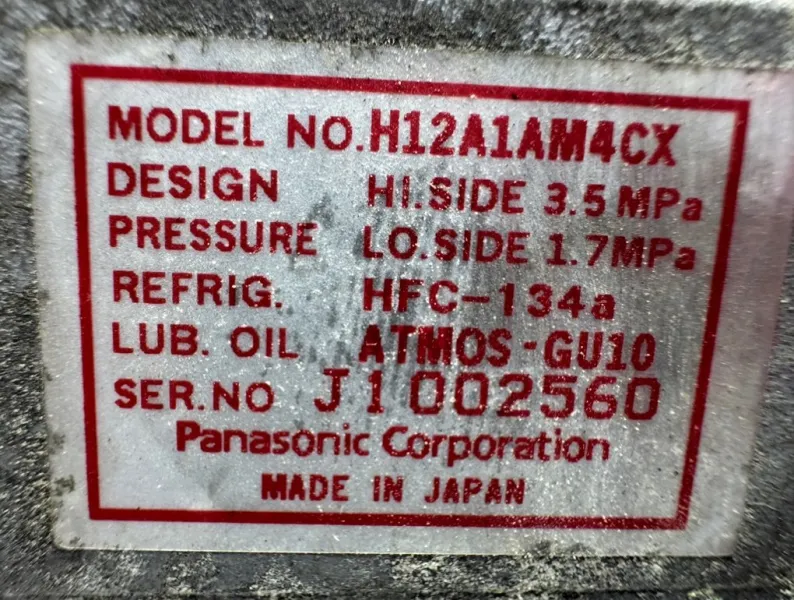 MODEL NO. H12A1AM4CX
DESIGN HI.SIDE 3.5 MPa
PRESSURE LO.SIDE 1.7MPa
REFRIG. HFC-134a
LUB. OIL ATMOS-GU10
SER.NO J1002560
Panasonic Corporation
MADE IN JAPAN